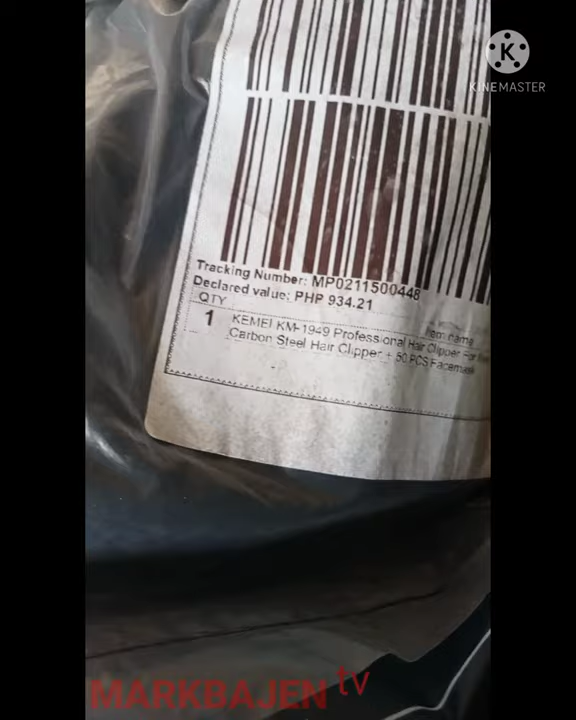 K
KINEMASTER
Tracking Number: MP0211500448
Declared value: PHP 934.21
QTY Item name
1 KEMEI KM-1949 Professional Hair Clipper For
Carbon Steel Hair Clipper + 50 PCS Facemask
MARKBAJEN tv